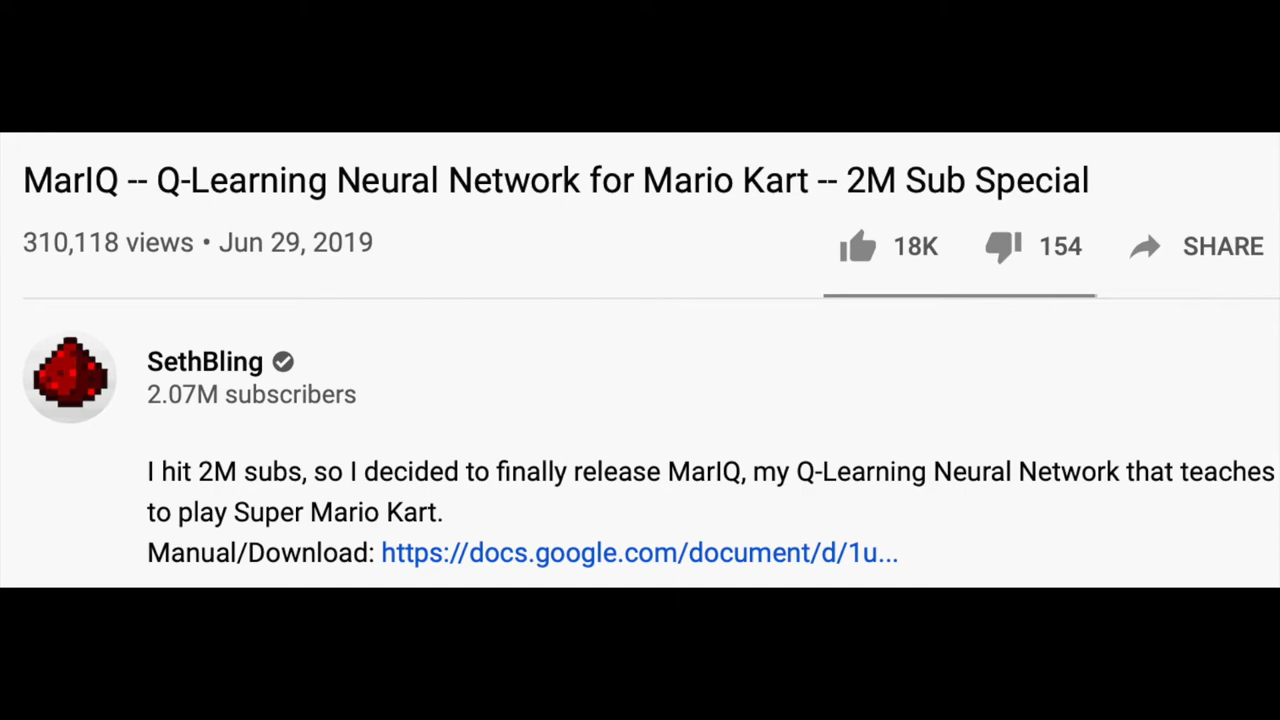 MarIQ -- Q-Learning Neural Network for Mario Kart -- 2M Sub Special
310,118 views • Jun 29, 2019
18K 154 SHARE
SethBling
2.07M subscribers
I hit 2M subs, so I decided to finally release MarIQ, my Q-Learning Neural Network that teaches
to play Super Mario Kart.
Manual/Download: https://docs.google.com/document/d/1u...